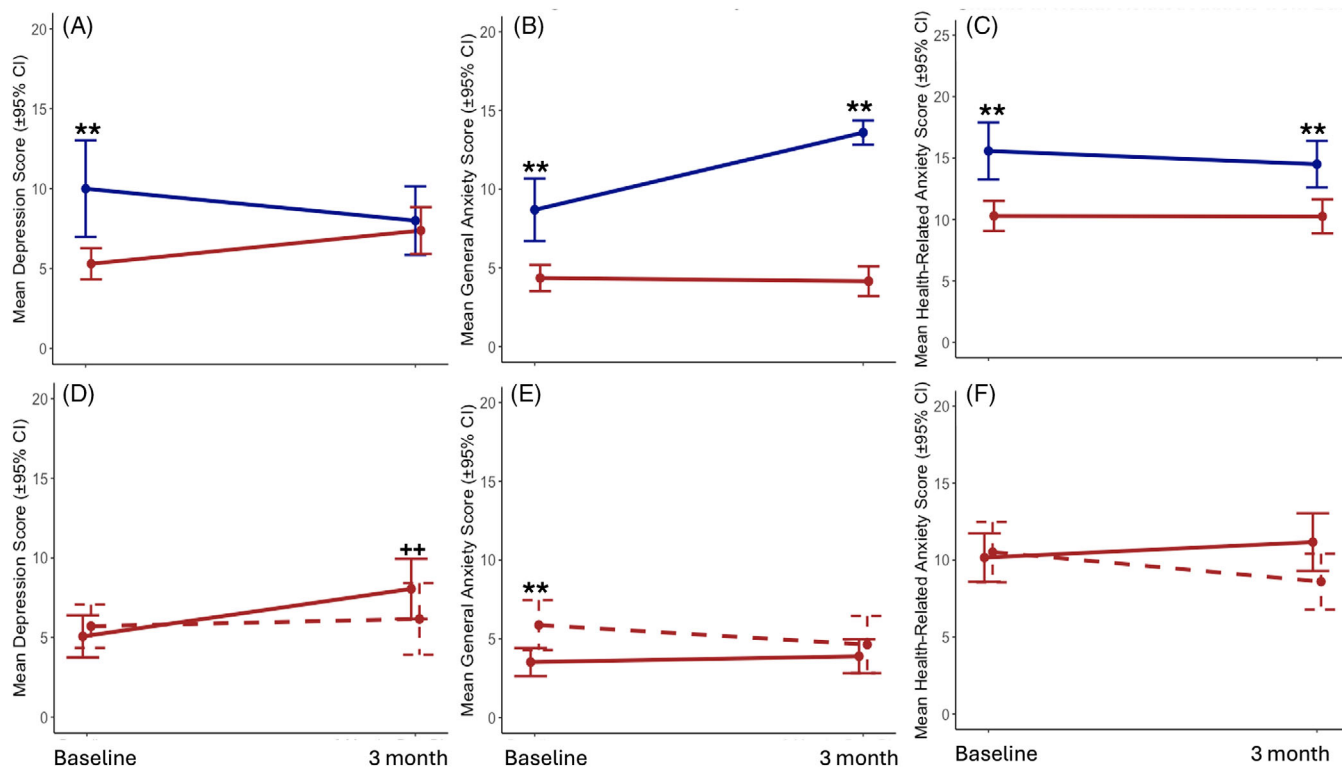 (A)
Mean Depression Score (±95% CI)
20
15
10
5
0
**
(B)
Mean General Anxiety Score (±95% CI)
20
15
10
5
0
**
**
(C)
Mean Health-Related Anxiety Score (±95% CI)
25
20
15
10
5
0
**
**
(D)
Mean Depression Score (±95% CI)
20
15
10
5
0
++
Baseline
3 month
(E)
Mean General Anxiety Score (±95% CI)
20
15
10
5
0
**
Baseline
3 month
(F)
Mean Health-Related Anxiety Score (±95% CI)
20
15
10
5
0
Baseline
3 month